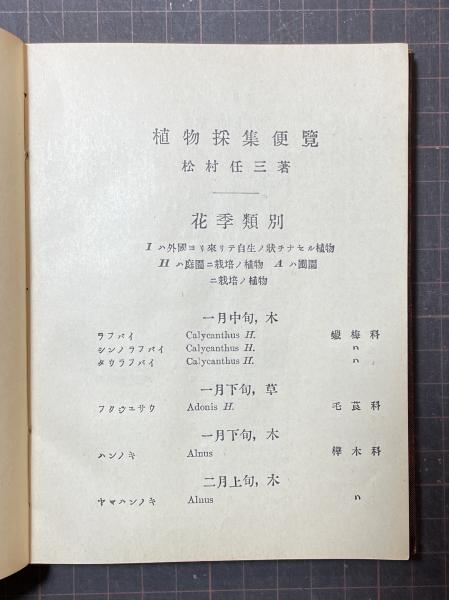 植物採集便覽
松村任三著
花季類別
I ハ外國ヨリ來リテ自生ノ狀チナセル植物
H ハ庭園ニ栽培ノ植物 A ハ圃園
ニ栽培ノ植物
一月中旬, 木
ラフバイ Calycanthus H. 蠟梅科
シンノラフバイ Calycanthus H. 〃
タウラフバイ Calycanthus H. 〃
一月下旬, 草
フクジユサウ Adonis H. 毛茛科
一月下旬, 木
ハンノキ Alnus 樺木科
二月上旬, 木
ヤマハンノキ Alnus 〃